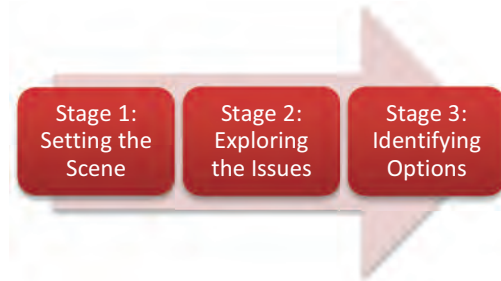 Stage 1:
Setting the
Scene
Stage 2:
Exploring
the Issues
Stage 3:
Identifying
Options